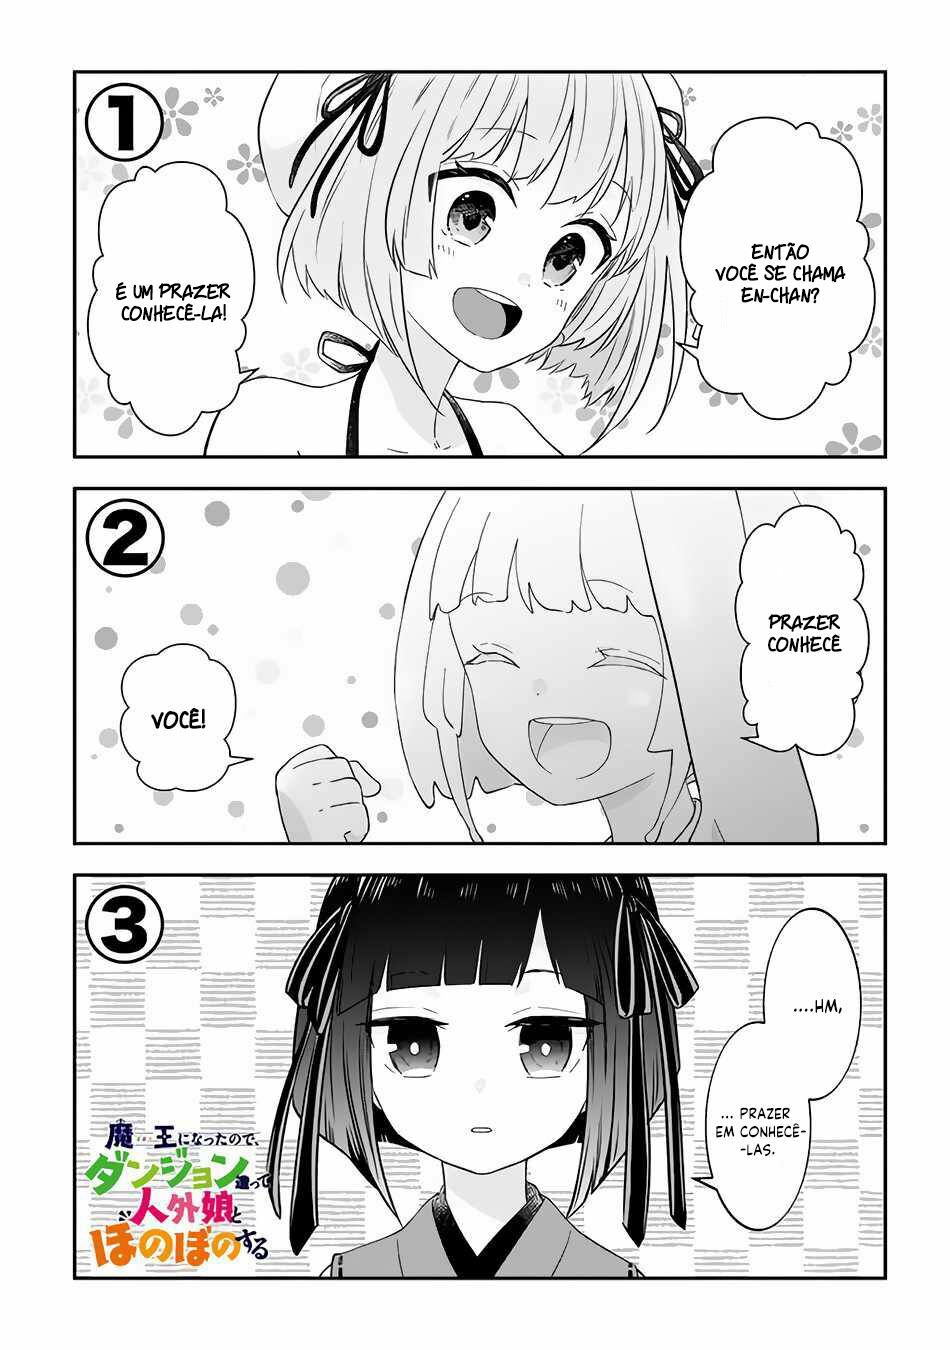 1
ENTÃO
VOCÊ SE CHAMA
EN-CHAN?
É UM PRAZER
CONHECÊ-LA!
2
PRAZER
CONHECÊ
VOCÊ!
3
....HM,
... PRAZER
EM CONHECÊ-
-LAS.
魔王になったので、
ダンジョン造って
人外娘と
ほのぼのする